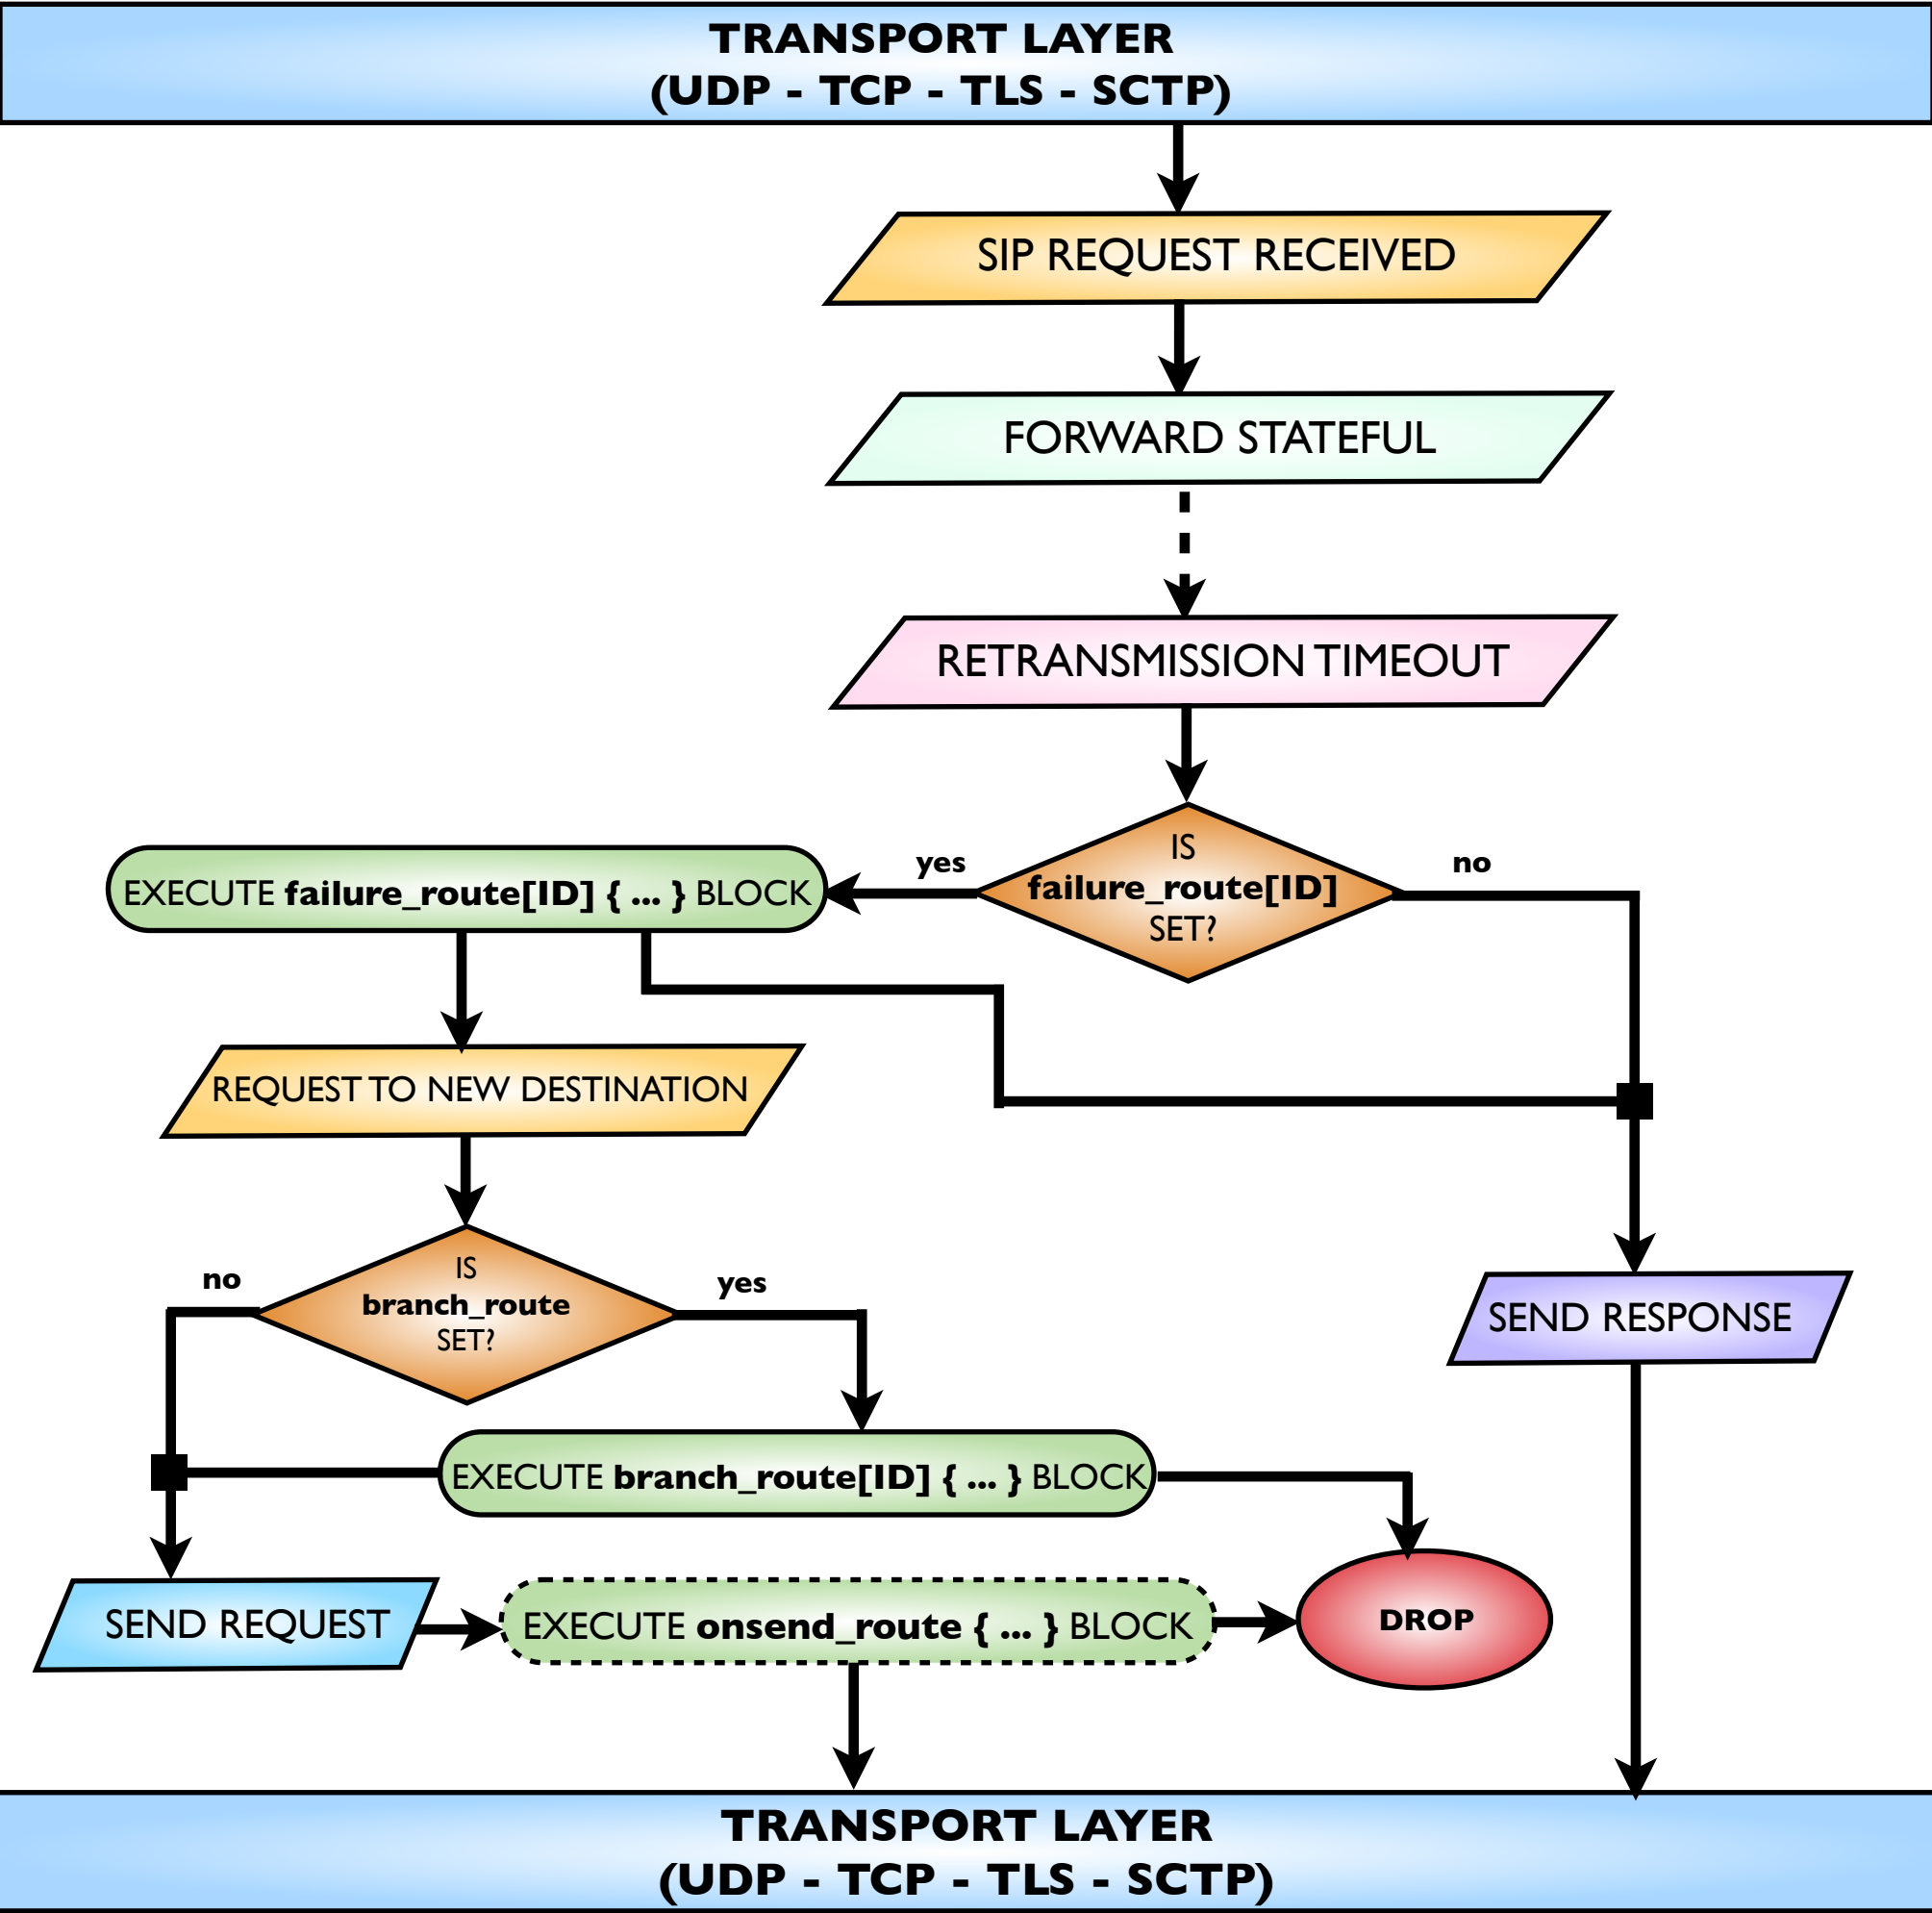 TRANSPORT LAYER
(UDP - TCP - TLS - SCTP)
SIP REQUEST RECEIVED
FORWARD STATEFUL
RETRANSMISSION TIMEOUT
IS
failure_route[ID]
SET?
yes
no
EXECUTE failure_route[ID] { ... } BLOCK
REQUEST TO NEW DESTINATION
IS
branch_route
SET?
no
yes
SEND RESPONSE
EXECUTE branch_route[ID] { ... } BLOCK
SEND REQUEST
EXECUTE onsend_route { ... } BLOCK
DROP
TRANSPORT LAYER
(UDP - TCP - TLS - SCTP)